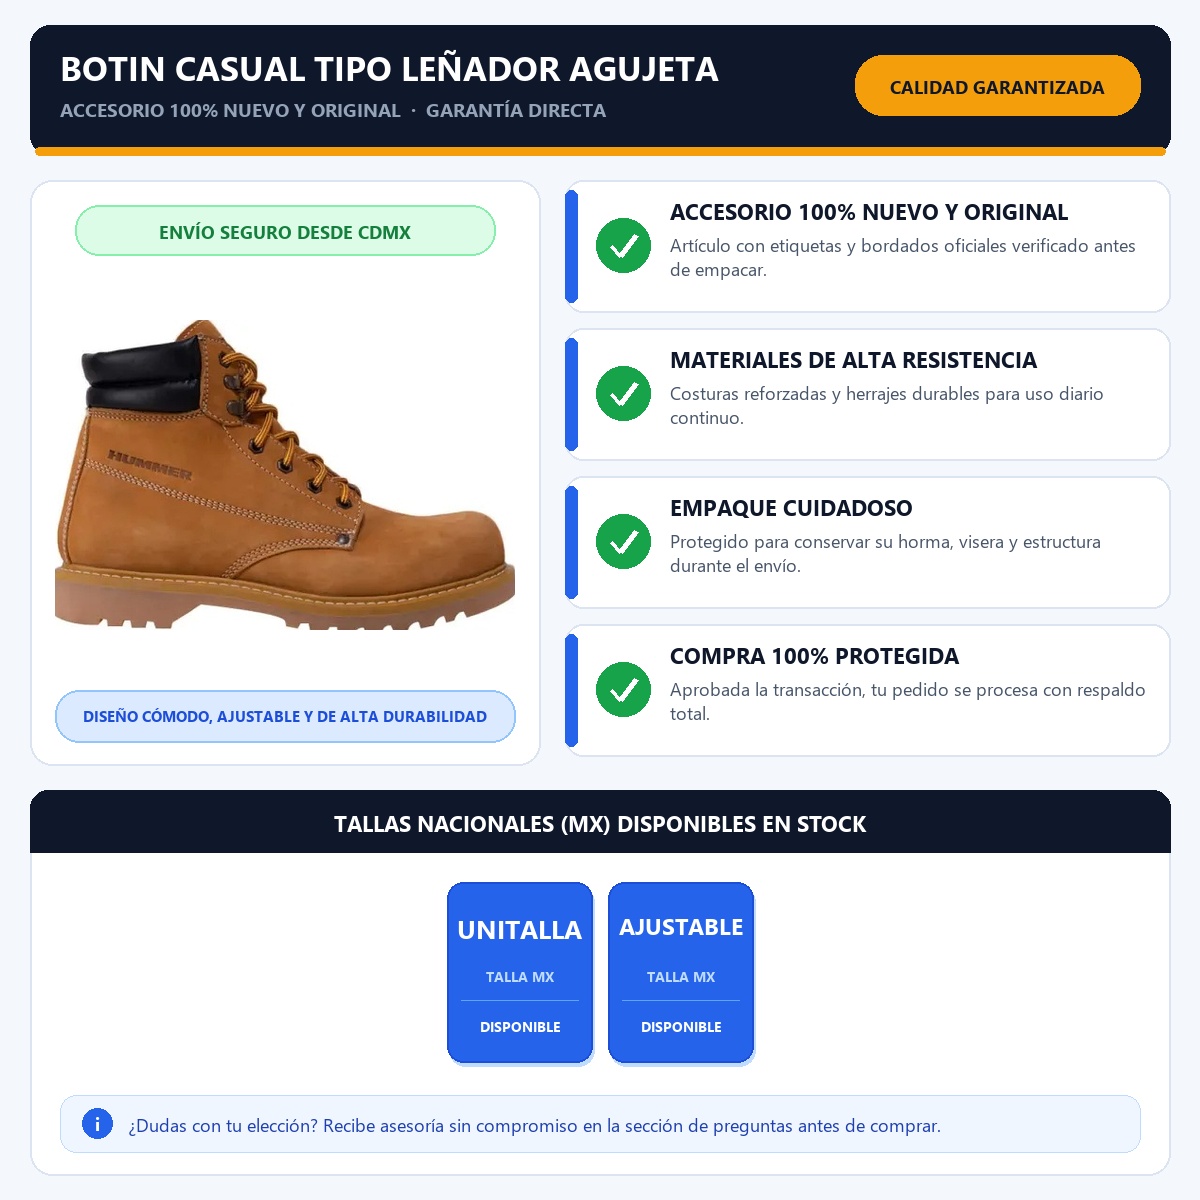 BOTIN CASUAL TIPO LEÑADOR AGUJETA
ACCESORIO 100% NUEVO Y ORIGINAL · GARANTÍA DIRECTA
CALIDAD GARANTIZADA
ENVÍO SEGURO DESDE CDMX
HUMMER
DISEÑO CÓMODO, AJUSTABLE Y DE ALTA DURABILIDAD
ACCESORIO 100% NUEVO Y ORIGINAL
Artículo con etiquetas y bordados oficiales verificado antes
de empacar.
MATERIALES DE ALTA RESISTENCIA
Costuras reforzadas y herrajes durables para uso diario
continuo.
EMPAQUE CUIDADOSO
Protegido para conservar su horma, visera y estructura
durante el envío.
COMPRA 100% PROTEGIDA
Aprobada la transacción, tu pedido se procesa con respaldo
total.
TALLAS NACIONALES (MX) DISPONIBLES EN STOCK
UNITALLA
TALLA MX
DISPONIBLE
AJUSTABLE
TALLA MX
DISPONIBLE
¿Dudas con tu elección? Recibe asesoría sin compromiso en la sección de preguntas antes de comprar.